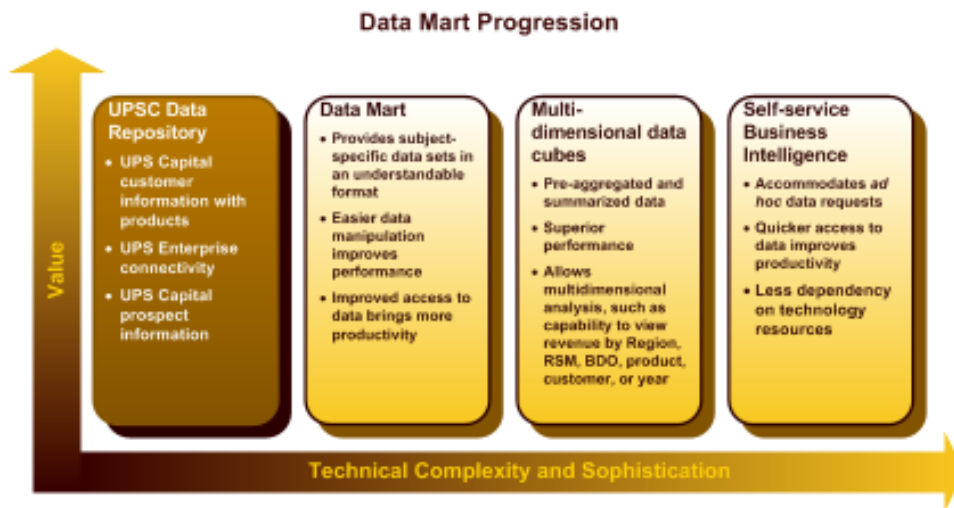 Data Mart Progression
Value
UPSC Data
Repository
• UPS Capital
customer
information with
products
• UPS Enterprise
connectivity
• UPS Capital
prospect
information
Data Mart
• Provides subject-
specific data sets in
an understandable
format
• Easier data
manipulation
improves
performance
• Improved access to
data brings more
productivity
Multi-
dimensional data
cubes
• Pre-aggregated and
summarized data
• Superior
performance
• Allows
multidimensional
analysis, such as
capability to view
revenue by Region,
RSM, BDO, product,
customer, or year
Self-service
Business
Intelligence
• Accommodates ad
hoc data requests
• Quicker access to
data improves
productivity
• Less dependency
on technology
resources
Technical Complexity and Sophistication